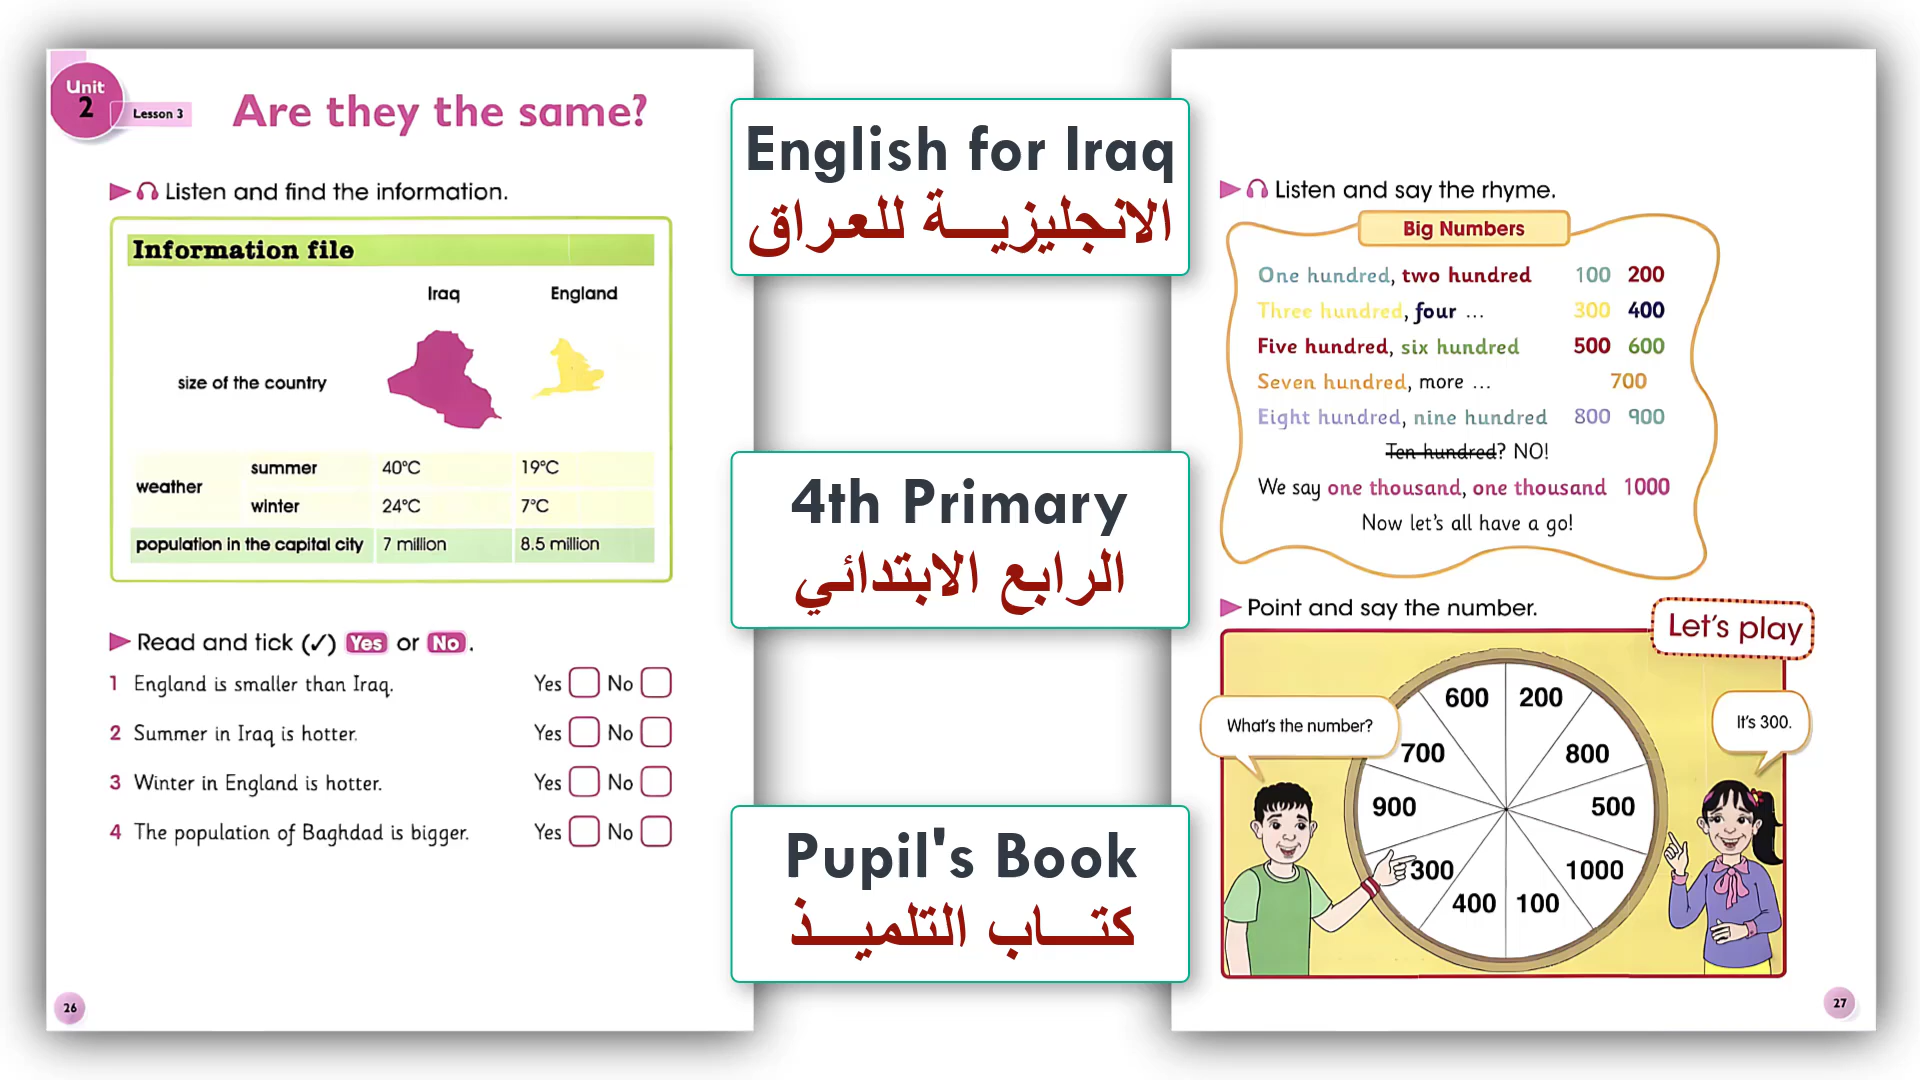 Unit
2
Lesson 3
Are they the same?
Listen and find the information.
Information file
Iraq England
size of the country
weather summer 40°C 19°C
winter 24°C 7°C
population in the capital city 7 million 8.5 million
Read and tick (✓) Yes or No.
1 England is smaller than Iraq. Yes No
2 Summer in Iraq is hotter. Yes No
3 Winter in England is hotter. Yes No
4 The population of Baghdad is bigger. Yes No
26
English for Iraq
الانجليزيـــة للعراق
4th Primary
الرابع الابتدائي
Pupil's Book
كتـــاب التلميـــذ
Listen and say the rhyme.
Big Numbers
One hundred, two hundred 100 200
Three hundred, four ... 300 400
Five hundred, six hundred 500 600
Seven hundred, more ... 700
Eight hundred, nine hundred 800 900
Ten hundred? NO!
We say one thousand, one thousand 1000
Now let's all have a go!
Point and say the number.
Let's play
What's the number?
It's 300.
600 200
700 800
900 500
300 1000
400 100
27